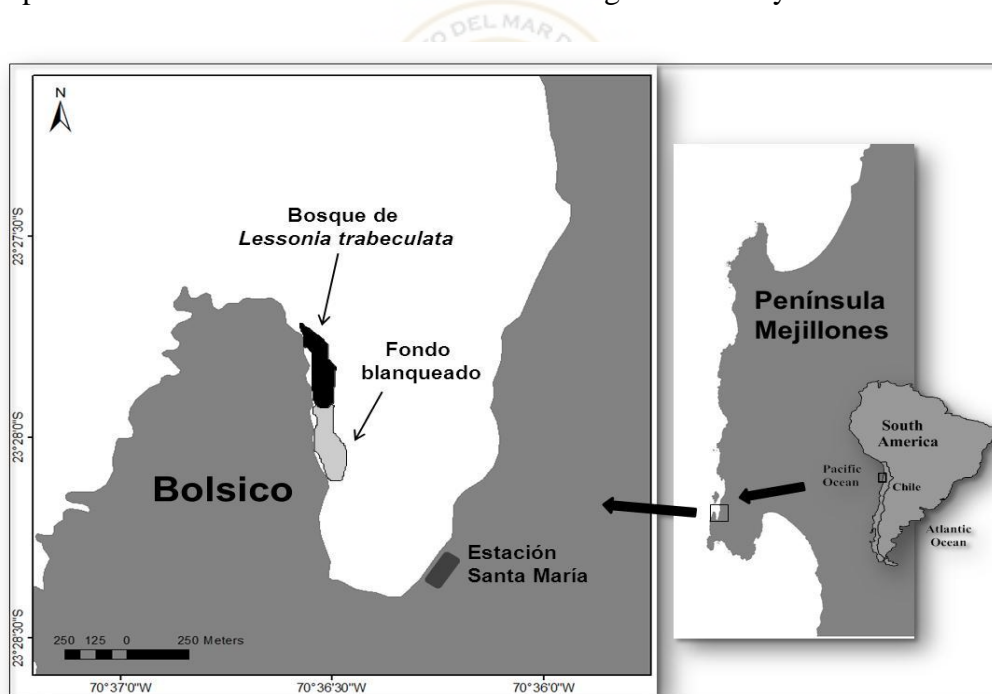 DEL MAR
N
Bosque de
Lessonia trabeculata
Fondo
blanqueado
Bolsico
Estación
Santa María
250 125 0 250 Meters
23°27'30"S
23°28'0"S
23°28'30"S
70°37'0"W 70°36'30"W 70°36'0"W
Península
Mejillones
South
America
Pacific
Ocean
Chile
Atlantic
Ocean